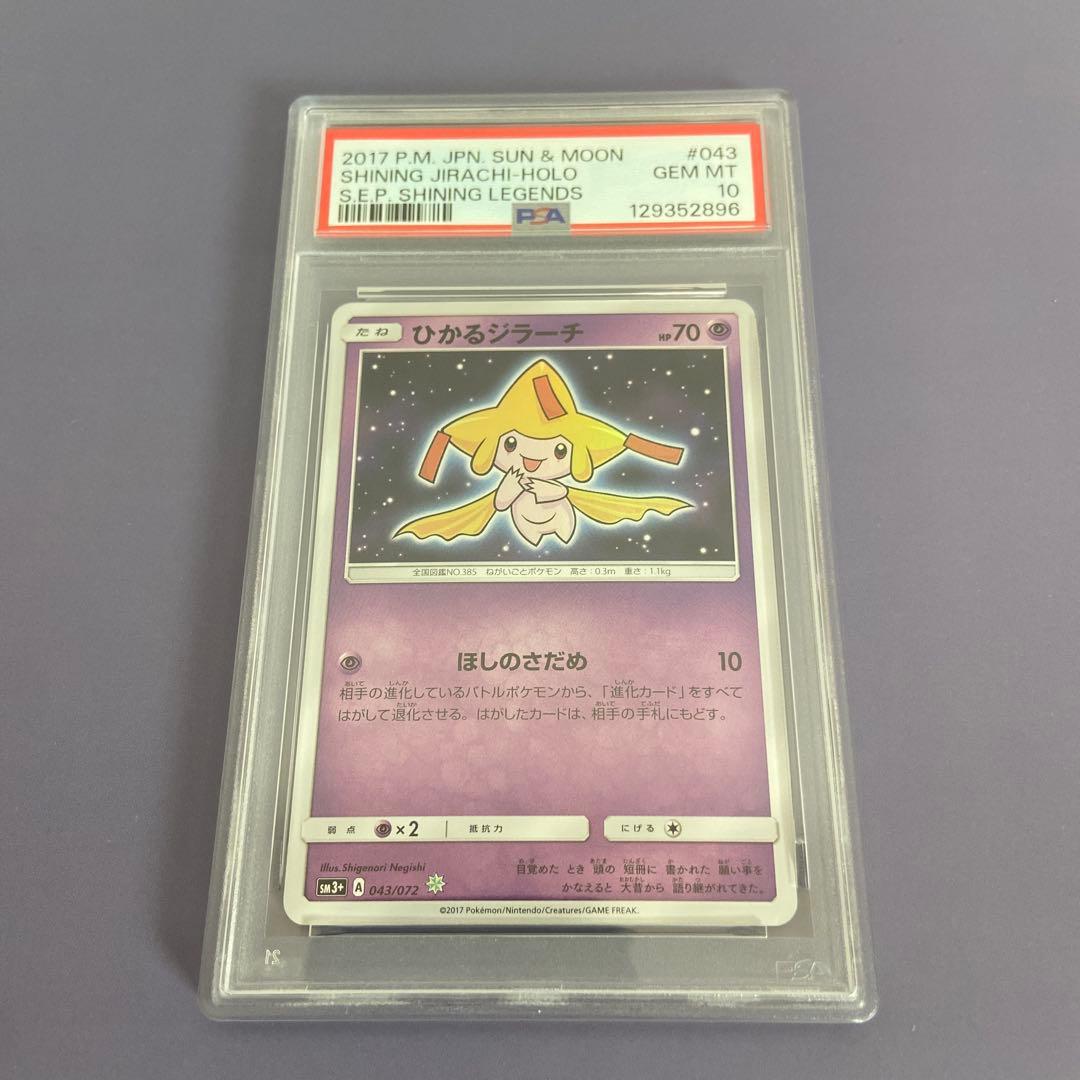 2017 P.M. JPN. SUN & MOON #043
SHINING JIRACHI-HOLO GEM MT
S.E.P. SHINING LEGENDS 10
PSA 129352896
たね ひかるジラーチ HP70
全国図鑑NO.385 ねがいごとポケモン 高さ:0.3m 重さ:1.1kg
ほしのさだめ 10
相手の進化しているバトルポケモンから、「進化カード」をすべて
はがして退化させる。はがしたカードは、相手の手札にもどす。
弱点 ×2 抵抗力 にげる
Illus. Shigenori Negishi
目覚めた とき 頭の 短冊に 書かれた 願い事を
かなえると 大昔から 語り継がれてきた。
SM3+ A 043/072
©2017 Pokémon/Nintendo/Creatures/GAME FREAK.
21 PSA